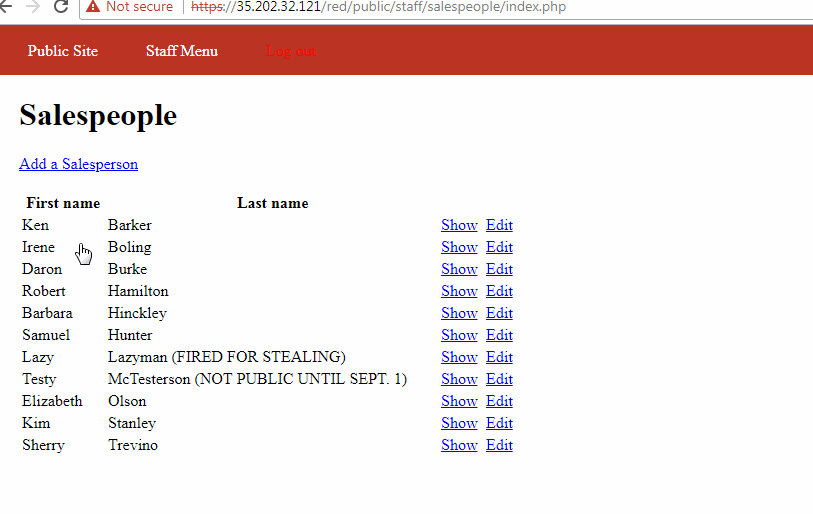 Not secure | https://35.202.32.121/red/public/staff/salespeople/index.php
Public Site Staff Menu Log out
Salespeople
Add a Salesperson
First name Last name
Ken Barker Show Edit
Irene Boling Show Edit
Daron Burke Show Edit
Robert Hamilton Show Edit
Barbara Hinckley Show Edit
Samuel Hunter Show Edit
Lazy Lazyman (FIRED FOR STEALING) Show Edit
Testy McTesterson (NOT PUBLIC UNTIL SEPT. 1) Show Edit
Elizabeth Olson Show Edit
Kim Stanley Show Edit
Sherry Trevino Show Edit